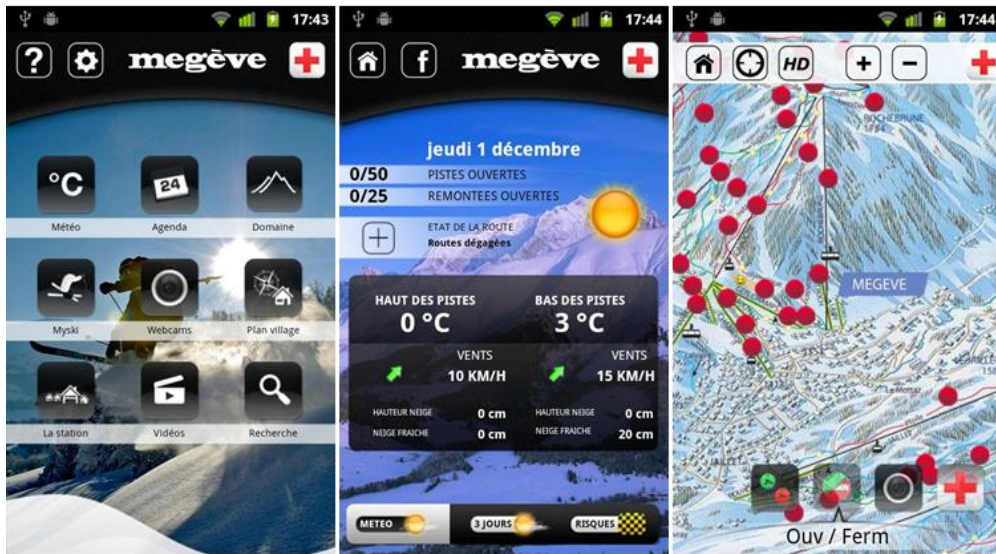 17:43
?
megève
°C
24
Météo
Agenda
Domaine
Myski
Webcams
Plan village
La station
Vidéos
Recherche
17:44
f
megève
jeudi 1 décembre
0/50 PISTES OUVERTES
0/25 REMONTEES OUVERTES
ETAT DE LA ROUTE
Routes dégagées
HAUT DES PISTES BAS DES PISTES
0 °C 3 °C
VENTS VENTS
10 KM/H 15 KM/H
HAUTEUR NEIGE 0 cm HAUTEUR NEIGE 0 cm
NEIGE FRAICHE 0 cm NEIGE FRAICHE 20 cm
METEO 3 JOURS RISQUES
17:44
HD + −
ROCHEBRUNE
MEGEVE
JAILLET
Ouv / Ferm